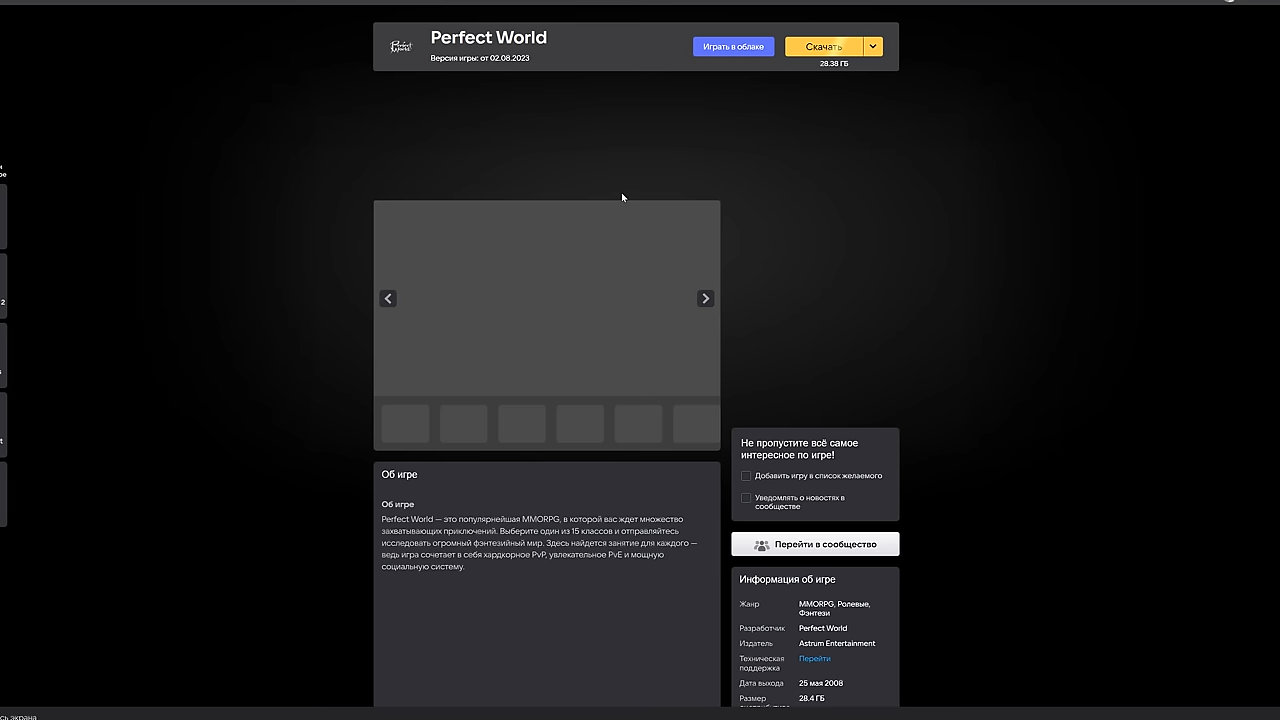 Perfect World
Perfect World
Версия игры: от 02.08.2023
Играть в облаке
Скачать
28.38 ГБ
2
Об игре
Об игре
Perfect World — это популярнейшая MMORPG, в которой вас ждет множество
захватывающих приключений. Выберите один из 15 классов и отправляйтесь
исследовать огромный фэнтезийный мир. Здесь найдется занятие для каждого —
ведь игра сочетает в себя хардкорное PvP, увлекательное PvE и мощную
социальную систему.
Не пропустите всё самое
интересное по игре!
Добавить игру в список желаемого
Уведомлять о новостях в
сообществе
Перейти в сообщество
Информация об игре
Жанр MMORPG, Ролевые,
Фэнтези
Разработчик Perfect World
Издатель Astrum Entertainment
Техническая Перейти
поддержка
Дата выхода 25 мая 2008
Размер 28.4 ГБ
сь экрана